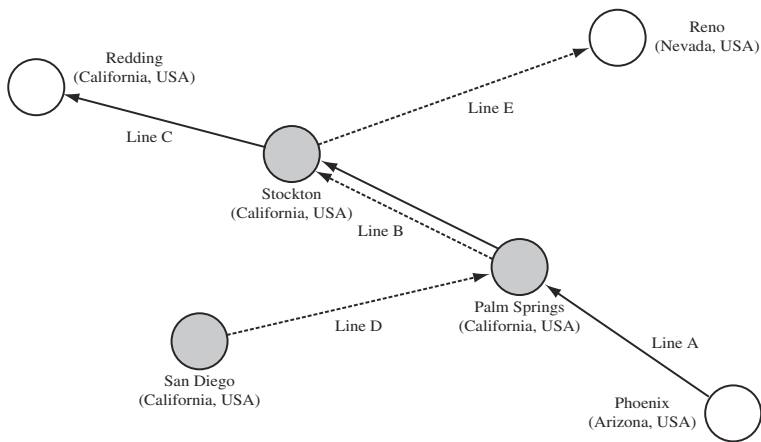 Reno
(Nevada, USA)
Redding
(California, USA)
Line E
Line C
Stockton
(California, USA)
Line B
Palm Springs
(California, USA)
Line D
Line A
San Diego
(California, USA)
Phoenix
(Arizona, USA)